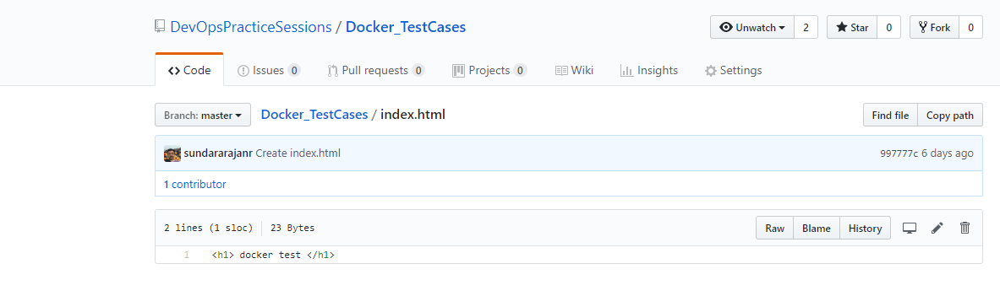 DevOpsPracticeSessions / Docker_TestCases
Unwatch 2 Star 0 Fork 0
<> Code Issues 0 Pull requests 0 Projects 0 Wiki Insights Settings
Branch: master Docker_TestCases / index.html Find file Copy path
sundararajanr Create index.html 997777c 6 days ago
1 contributor
2 lines (1 sloc) 23 Bytes Raw Blame History
1 <h1> docker test </h1>